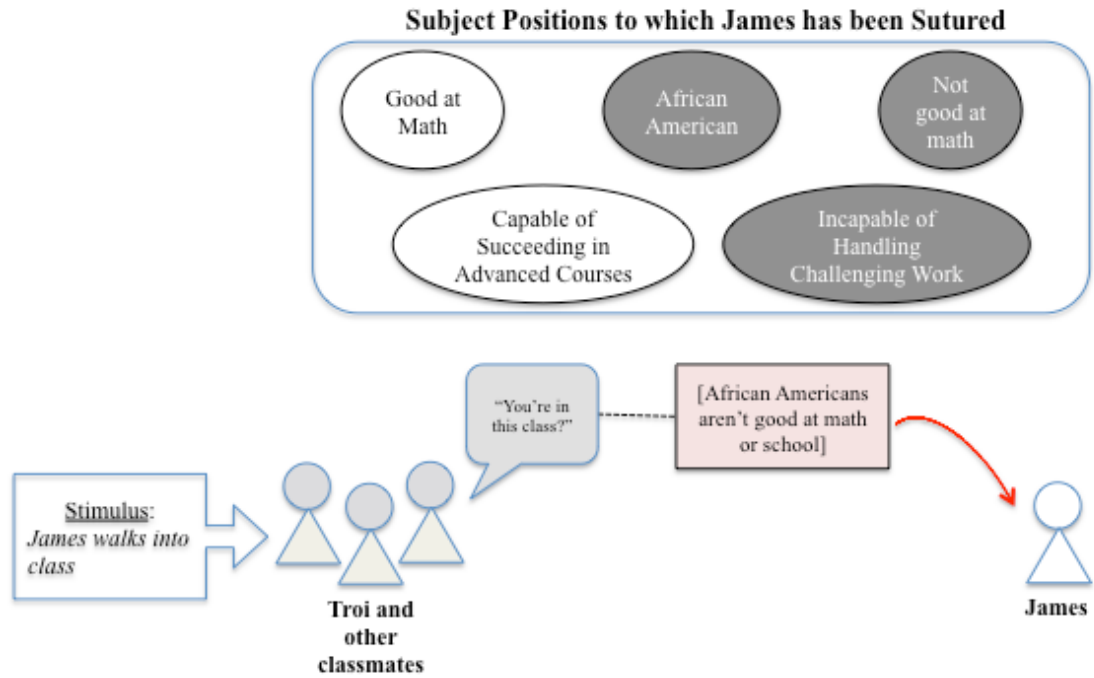 Subject Positions to which James has been Sutured
Good at
Math
African
American
Not
good at
math
Capable of
Succeeding in
Advanced Courses
Incapable of
Handling
Challenging Work
“You’re in
this class?”
[African Americans
aren’t good at math
or school]
Stimulus:
James walks into
class
Troi and
other
classmates
James